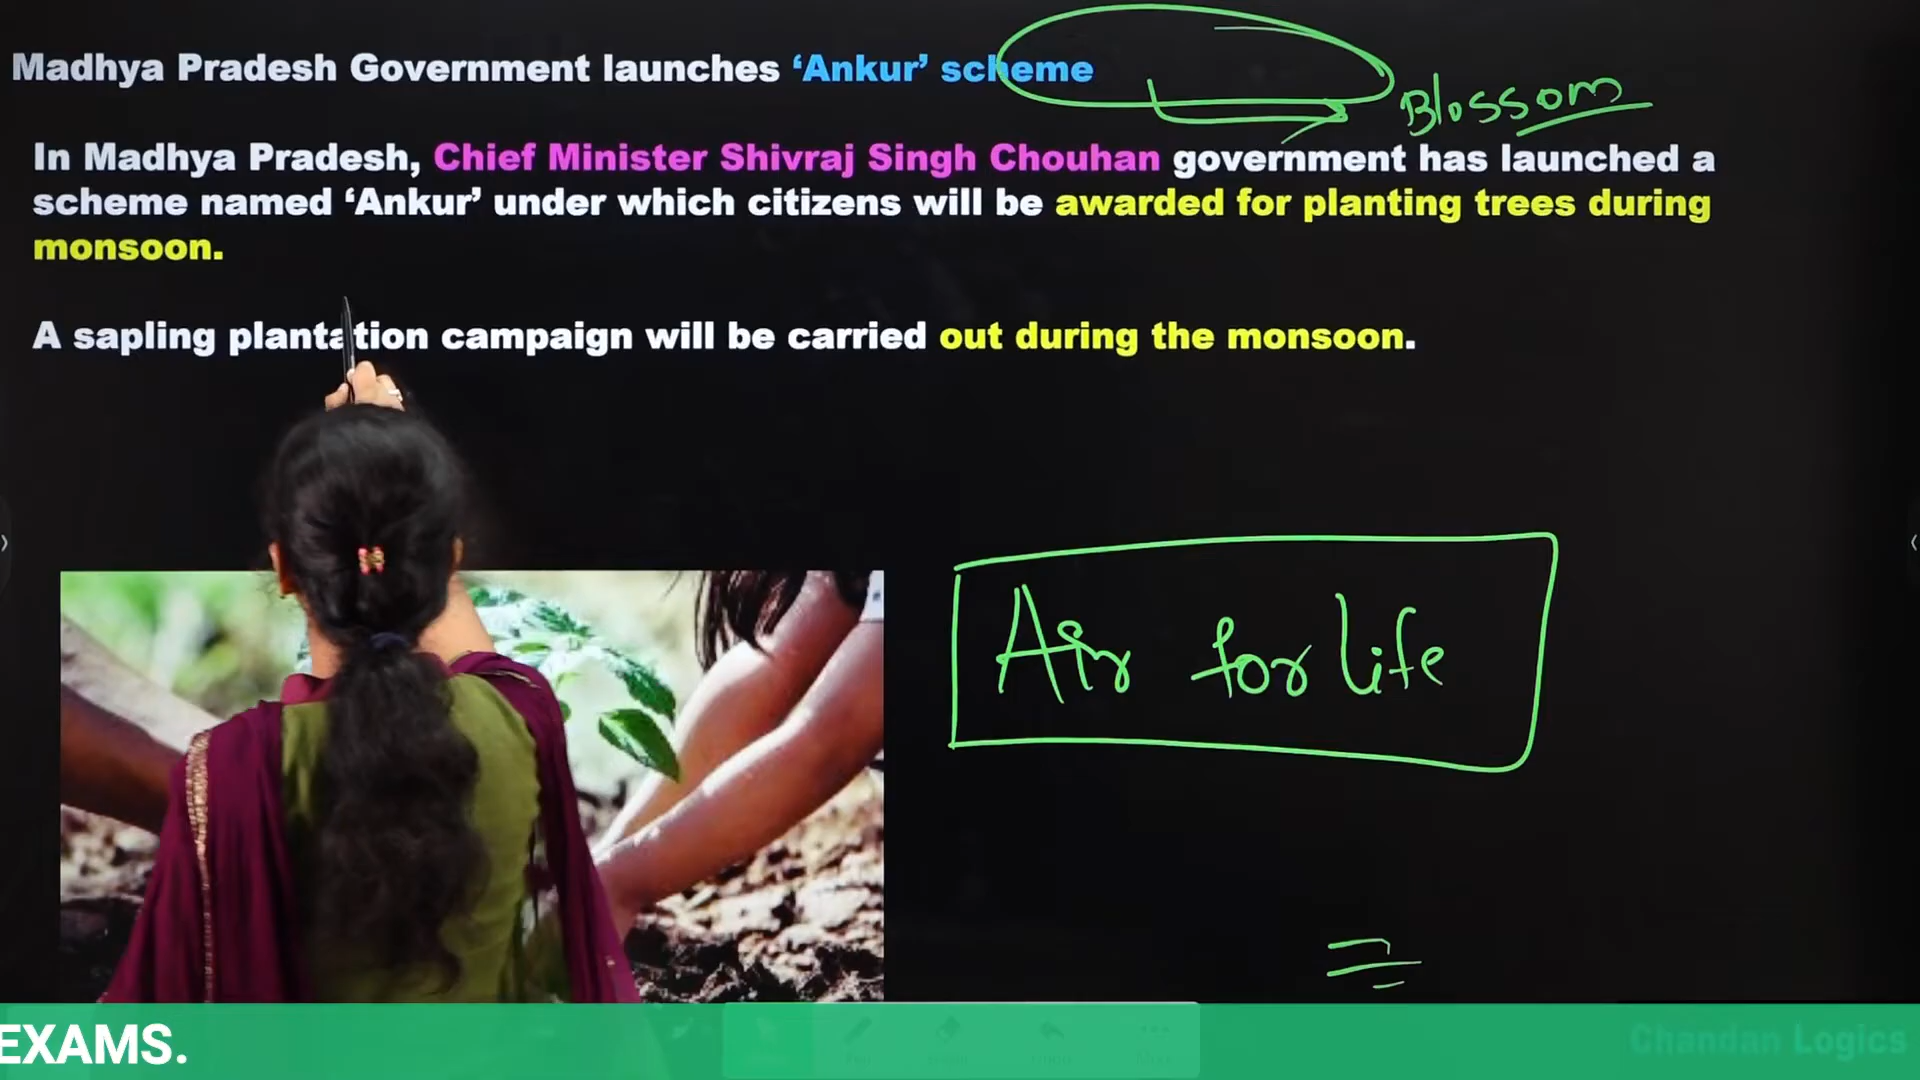 Madhya Pradesh Government launches ‘Ankur’ scheme
Blossom
In Madhya Pradesh, Chief Minister Shivraj Singh Chouhan government has launched a
scheme named ‘Ankur’ under which citizens will be awarded for planting trees during
monsoon.
A sapling plantation campaign will be carried out during the monsoon.
Air for life
EXAMS.
Chandan Logics